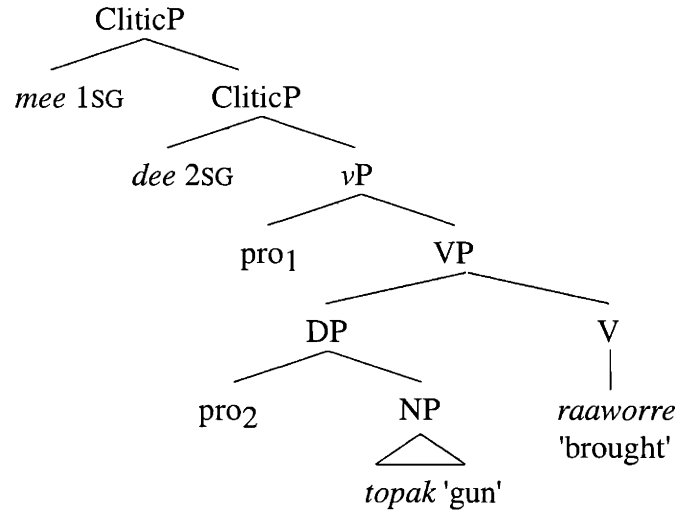 CliticP
mee 1SG
CliticP
dee 2SG
vP
pro1
VP
DP
V
pro2
NP
raaworre
'brought'
topak 'gun'